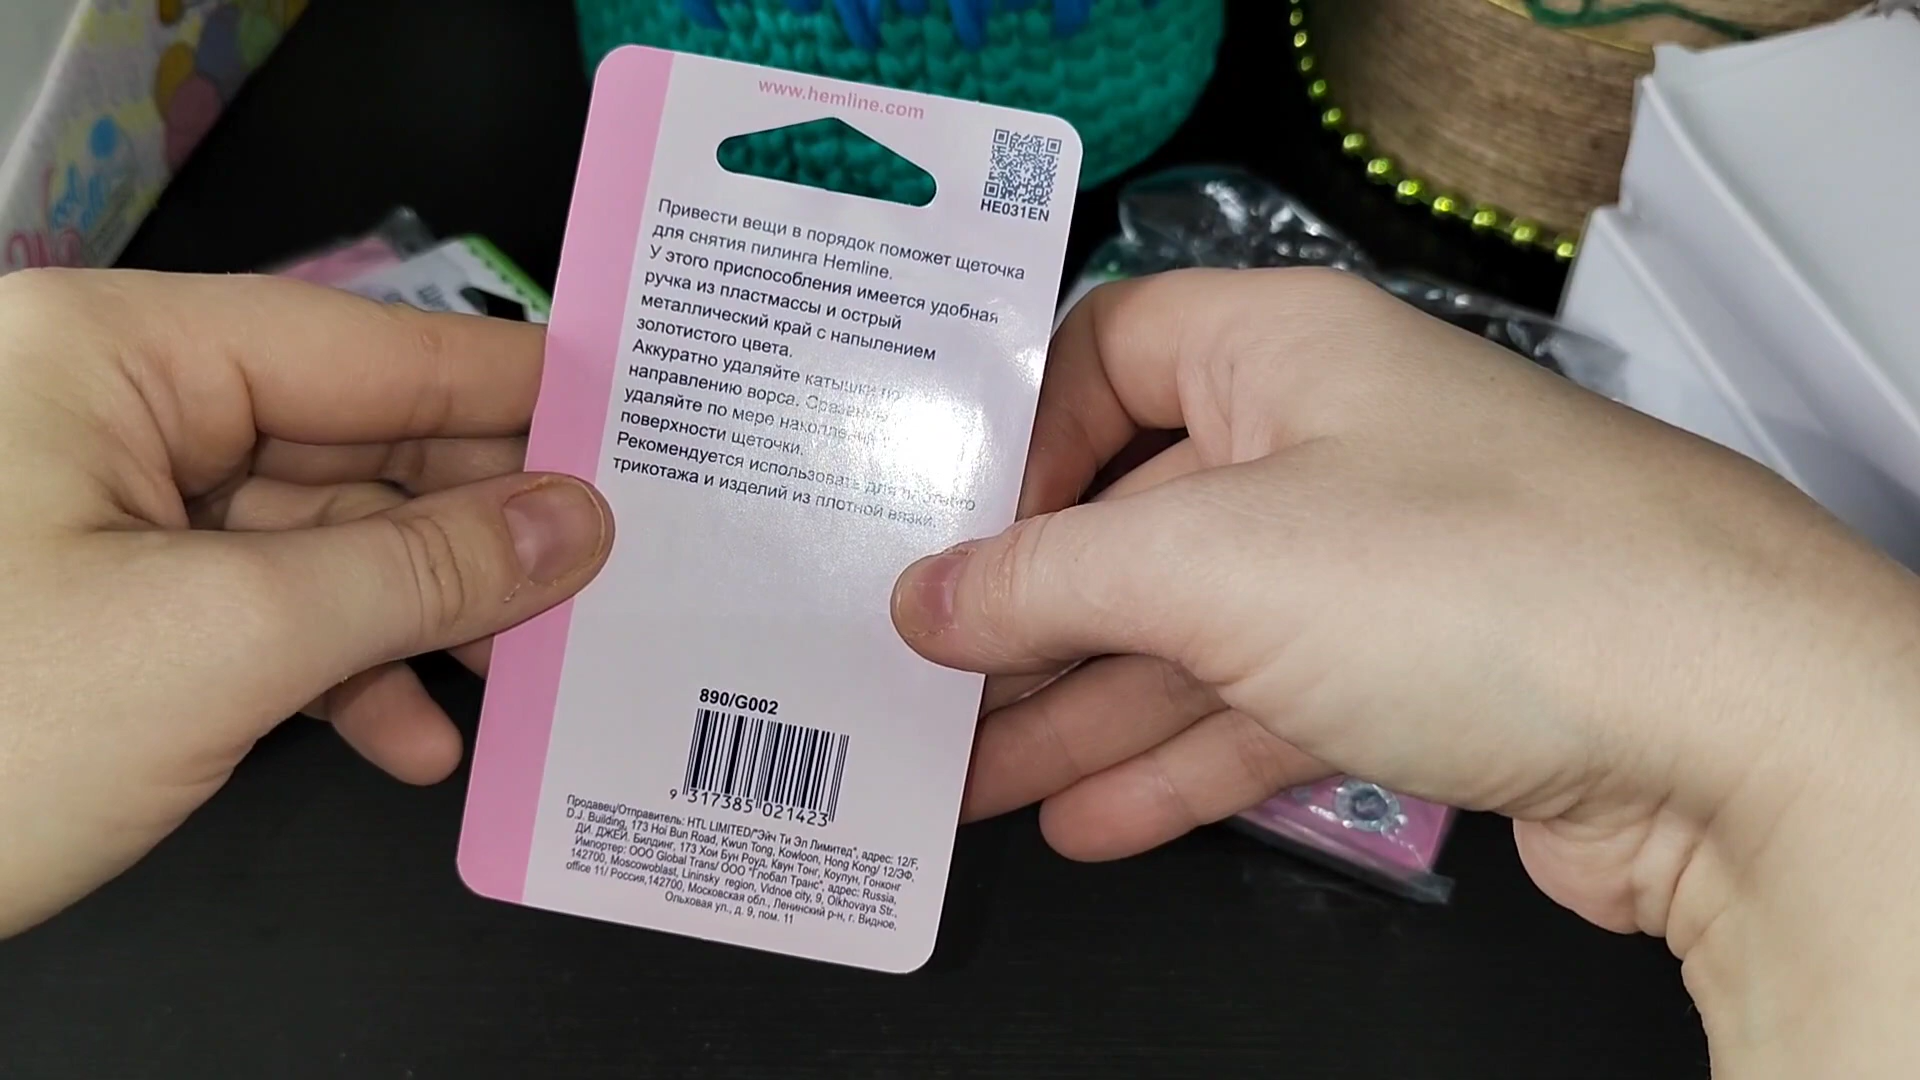 www.hemline.com
HE031EN
Привести вещи в порядок поможет щеточка
для снятия пилинга Hemline.
У этого приспособления имеется удобная
ручка из пластмассы и острый
металлический край с напылением
золотистого цвета.
Аккуратно удаляйте катышки по
направлению ворса. Сразу
удаляйте по мере накопления
поверхности щеточки.
Рекомендуется использовать для плотного
трикотажа и изделий из плотной вязки.
890/G002
9 317385 021423
Продавец/Отправитель: HTL LIMITED/"Эйч Ти Эл Лимитед", адрес: 12/F,
D.J. Building, 173 Hoi Bun Road, Kwun Tong, Kowloon, Hong Kong/ 12/ЭФ,
ДИ. ДЖЕЙ. Билдинг, 173 Хои Бун Роуд, Квун Тонг, Коулун, Гонконг
Импортер: ООО Global Trans/ ООО "Глобал Транс", адрес: Russia,
142700, Moscowoblast, Lininsky region, Vidnoe city, 9, Olkhovaya Str.,
office 11/ Россия,142700, Московская обл., Ленинский р-н, г. Видное,
Ольховая ул., д. 9, пом. 11